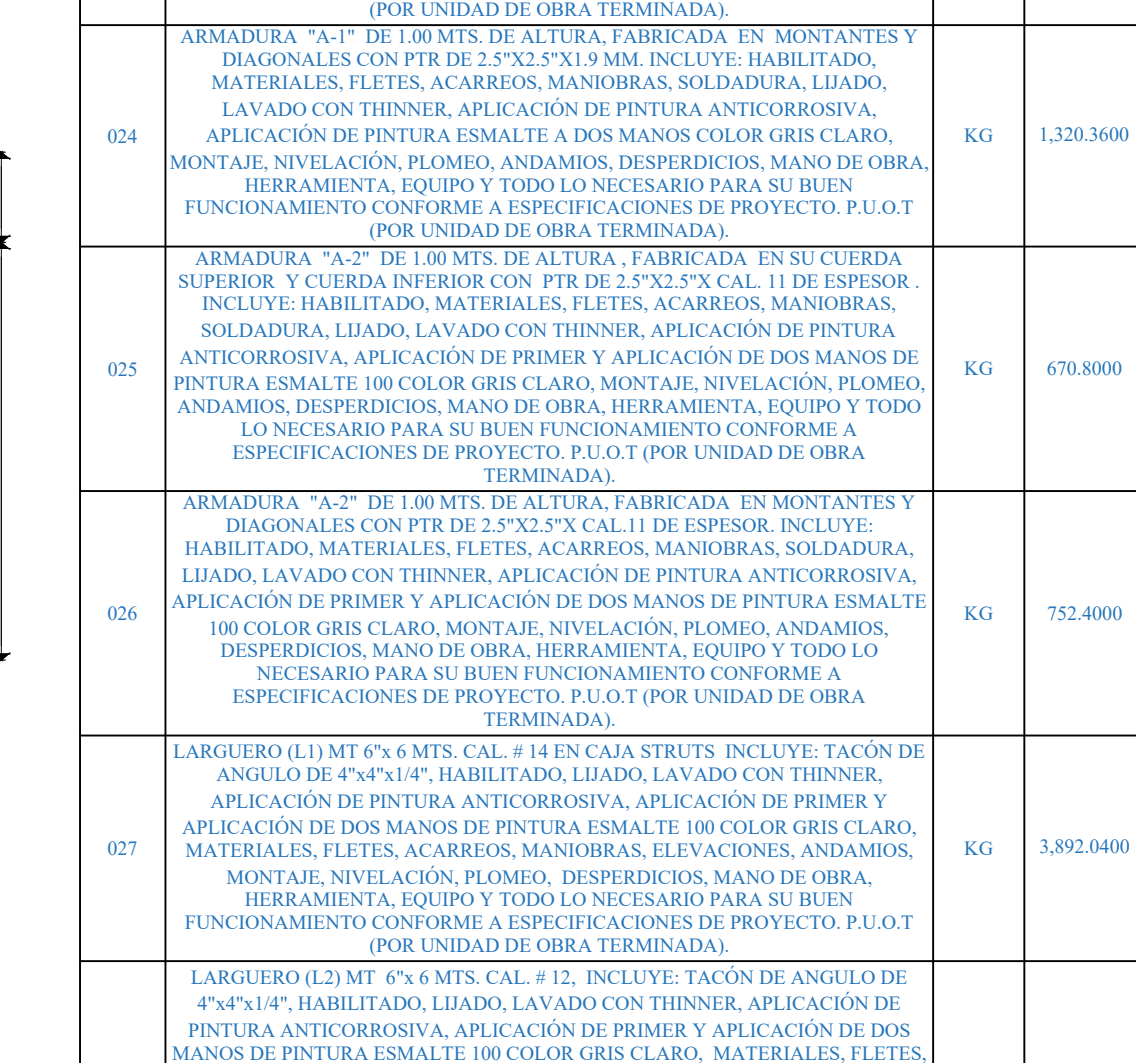 (POR UNIDAD DE OBRA TERMINADA).
ARMADURA "A-1" DE 1.00 MTS. DE ALTURA, FABRICADA EN MONTANTES Y
DIAGONALES CON PTR DE 2.5"X2.5"X1.9 MM. INCLUYE: HABILITADO,
MATERIALES, FLETES, ACARREOS, MANIOBRAS, SOLDADURA, LIJADO,
LAVADO CON THINNER, APLICACIÓN DE PINTURA ANTICORROSIVA,
024 APLICACIÓN DE PINTURA ESMALTE A DOS MANOS COLOR GRIS CLARO, KG 1,320.3600
MONTAJE, NIVELACIÓN, PLOMEO, ANDAMIOS, DESPERDICIOS, MANO DE OBRA,
HERRAMIENTA, EQUIPO Y TODO LO NECESARIO PARA SU BUEN
FUNCIONAMIENTO CONFORME A ESPECIFICACIONES DE PROYECTO. P.U.O.T
(POR UNIDAD DE OBRA TERMINADA).
ARMADURA "A-2" DE 1.00 MTS. DE ALTURA , FABRICADA EN SU CUERDA
SUPERIOR Y CUERDA INFERIOR CON PTR DE 2.5"X2.5"X CAL. 11 DE ESPESOR .
INCLUYE: HABILITADO, MATERIALES, FLETES, ACARREOS, MANIOBRAS,
SOLDADURA, LIJADO, LAVADO CON THINNER, APLICACIÓN DE PINTURA
ANTICORROSIVA, APLICACIÓN DE PRIMER Y APLICACIÓN DE DOS MANOS DE
025 PINTURA ESMALTE 100 COLOR GRIS CLARO, MONTAJE, NIVELACIÓN, PLOMEO, KG 670.8000
ANDAMIOS, DESPERDICIOS, MANO DE OBRA, HERRAMIENTA, EQUIPO Y TODO
LO NECESARIO PARA SU BUEN FUNCIONAMIENTO CONFORME A
ESPECIFICACIONES DE PROYECTO. P.U.O.T (POR UNIDAD DE OBRA
TERMINADA).
ARMADURA "A-2" DE 1.00 MTS. DE ALTURA, FABRICADA EN MONTANTES Y
DIAGONALES CON PTR DE 2.5"X2.5"X CAL.11 DE ESPESOR. INCLUYE:
HABILITADO, MATERIALES, FLETES, ACARREOS, MANIOBRAS, SOLDADURA,
LIJADO, LAVADO CON THINNER, APLICACIÓN DE PINTURA ANTICORROSIVA,
026 APLICACIÓN DE PRIMER Y APLICACIÓN DE DOS MANOS DE PINTURA ESMALTE KG 752.4000
100 COLOR GRIS CLARO, MONTAJE, NIVELACIÓN, PLOMEO, ANDAMIOS,
DESPERDICIOS, MANO DE OBRA, HERRAMIENTA, EQUIPO Y TODO LO
NECESARIO PARA SU BUEN FUNCIONAMIENTO CONFORME A
ESPECIFICACIONES DE PROYECTO. P.U.O.T (POR UNIDAD DE OBRA
TERMINADA).
LARGUERO (L1) MT 6"x 6 MTS. CAL. # 14 EN CAJA STRUTS INCLUYE: TACÓN DE
ANGULO DE 4"x4"x1/4", HABILITADO, LIJADO, LAVADO CON THINNER,
APLICACIÓN DE PINTURA ANTICORROSIVA, APLICACIÓN DE PRIMER Y
APLICACIÓN DE DOS MANOS DE PINTURA ESMALTE 100 COLOR GRIS CLARO,
027 MATERIALES, FLETES, ACARREOS, MANIOBRAS, ELEVACIONES, ANDAMIOS, KG 3,892.0400
MONTAJE, NIVELACIÓN, PLOMEO, DESPERDICIOS, MANO DE OBRA,
HERRAMIENTA, EQUIPO Y TODO LO NECESARIO PARA SU BUEN
FUNCIONAMIENTO CONFORME A ESPECIFICACIONES DE PROYECTO. P.U.O.T
(POR UNIDAD DE OBRA TERMINADA).
LARGUERO (L2) MT 6"x 6 MTS. CAL. # 12, INCLUYE: TACÓN DE ANGULO DE
4"x4"x1/4", HABILITADO, LIJADO, LAVADO CON THINNER, APLICACIÓN DE
PINTURA ANTICORROSIVA, APLICACIÓN DE PRIMER Y APLICACIÓN DE DOS
MANOS DE PINTURA ESMALTE 100 COLOR GRIS CLARO, MATERIALES, FLETES,